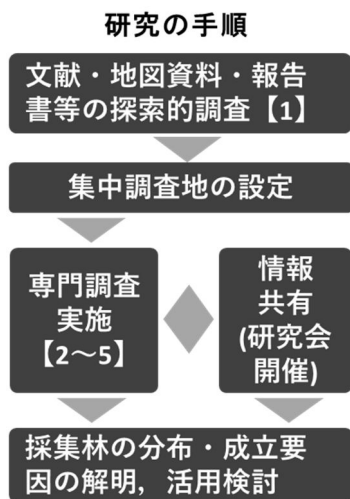 研究の手順
文献・地図資料・報告
書等の探索的調査【1】
集中調査地の設定
専門調査
実施
【2～5】
情報
共有
(研究会
開催)
採集林の分布・成立要
因の解明，活用検討